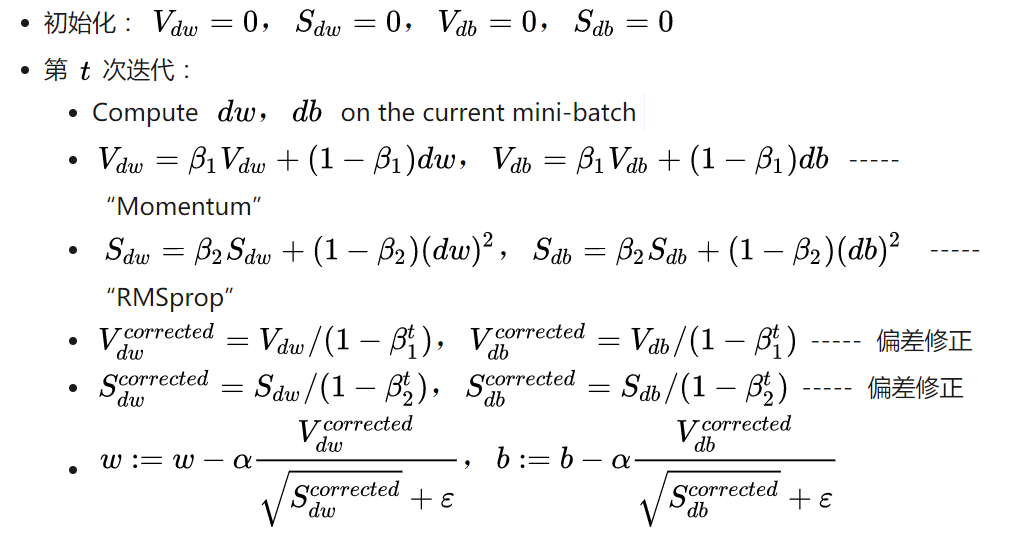 • 初始化： $V_{dw} = 0$， $S_{dw} = 0$， $V_{db} = 0$， $S_{db} = 0$
• 第 $t$ 次迭代：
• Compute $dw$， $db$ on the current mini-batch
• $V_{dw} = \beta_1 V_{dw} + (1 - \beta_1)dw$， $V_{db} = \beta_1 V_{db} + (1 - \beta_1)db$ -----
“Momentum”
• $S_{dw} = \beta_2 S_{dw} + (1 - \beta_2)(dw)^2$， $S_{db} = \beta_2 S_{db} + (1 - \beta_2)(db)^2$ -----
“RMSprop”
• $V_{dw}^{corrected} = V_{dw}/(1 - \beta_1^t)$， $V_{db}^{corrected} = V_{db}/(1 - \beta_1^t)$ ----- 偏差修正
• $S_{dw}^{corrected} = S_{dw}/(1 - \beta_2^t)$， $S_{db}^{corrected} = S_{db}/(1 - \beta_2^t)$ ----- 偏差修正
• $w := w - \alpha \frac{V_{dw}^{corrected}}{\sqrt{S_{dw}^{corrected}} + \varepsilon}$， $b := b - \alpha \frac{V_{db}^{corrected}}{\sqrt{S_{db}^{corrected}} + \varepsilon}$